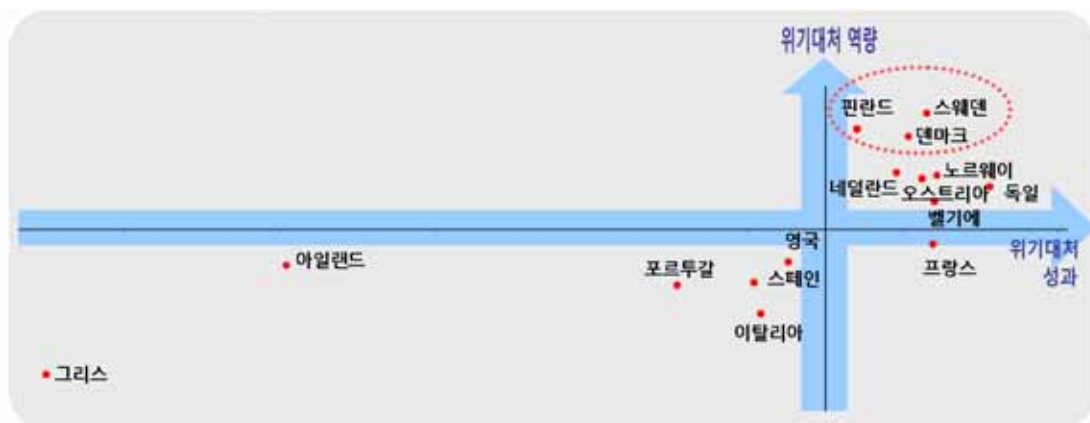 위기대처 역량
핀란드
스웨덴
덴마크
노르웨이
네덜란드
오스트리아
독일
벨기에
영국
위기대처
성과
아일랜드
포르투갈
스페인
프랑스
이탈리아
그리스